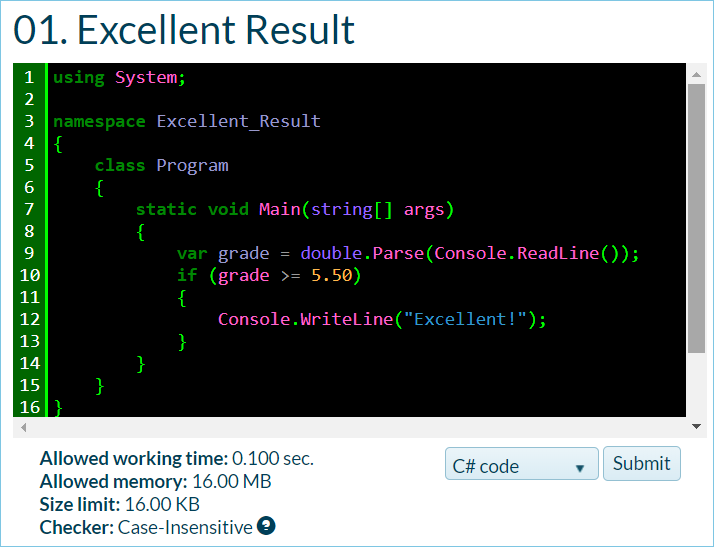 01. Excellent Result
1 using System;
2
3 namespace Excellent_Result
4 {
5     class Program
6     {
7         static void Main(string[] args)
8         {
9             var grade = double.Parse(Console.ReadLine());
10             if (grade >= 5.50)
11             {
12                 Console.WriteLine("Excellent!");
13             }
14         }
15     }
16 }
Allowed working time: 0.100 sec.
Allowed memory: 16.00 MB
Size limit: 16.00 KB
Checker: Case-Insensitive ?
C# code
Submit